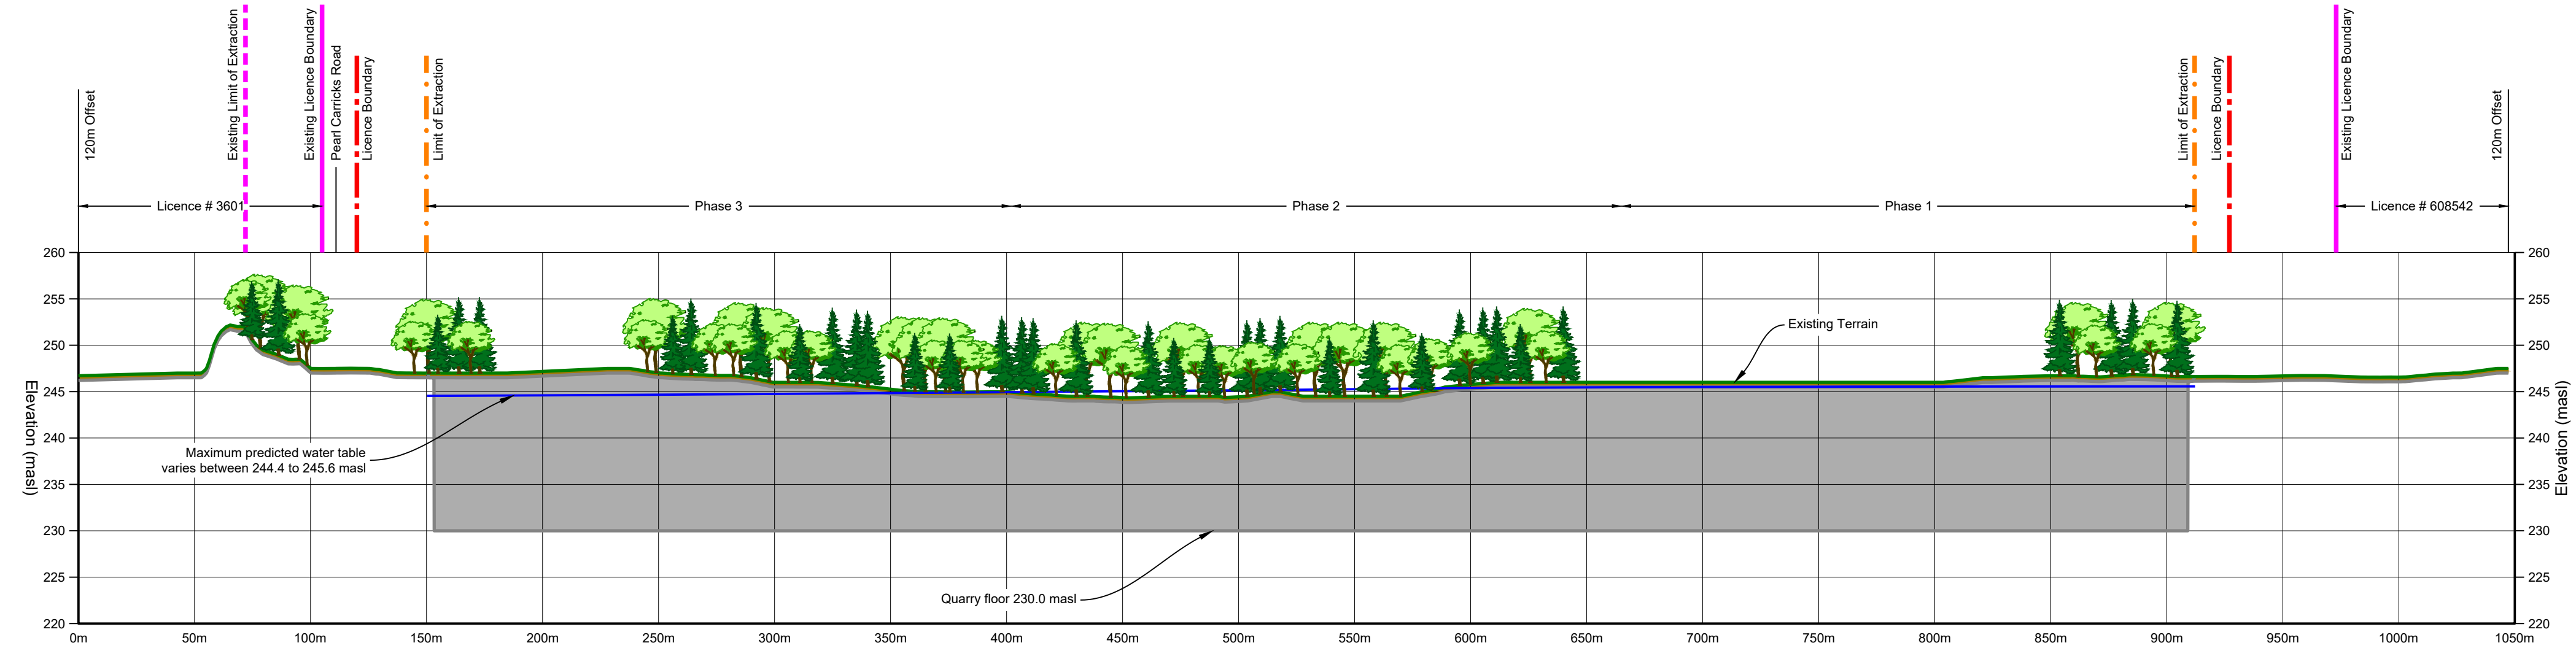 120m Offset
Existing Limit of Extraction
Existing Licence Boundary
Pearl Carricks Road
Licence Boundary
Limit of Extraction
Limit of Extraction
Licence Boundary
Existing Licence Boundary
120m Offset
Licence # 3601
Phase 3
Phase 2
Phase 1
Licence # 608542
260
255
250
245
240
235
230
225
220
Elevation (masl)
Existing Terrain
Maximum predicted water table
varies between 244.4 to 245.6 masl
Quarry floor 230.0 masl
260
255
250
245
240
235
230
225
220
Elevation (masl)
0m 50m 100m 150m 200m 250m 300m 350m 400m 450m 500m 550m 600m 650m 700m 750m 800m 850m 900m 950m 1000m 1050m